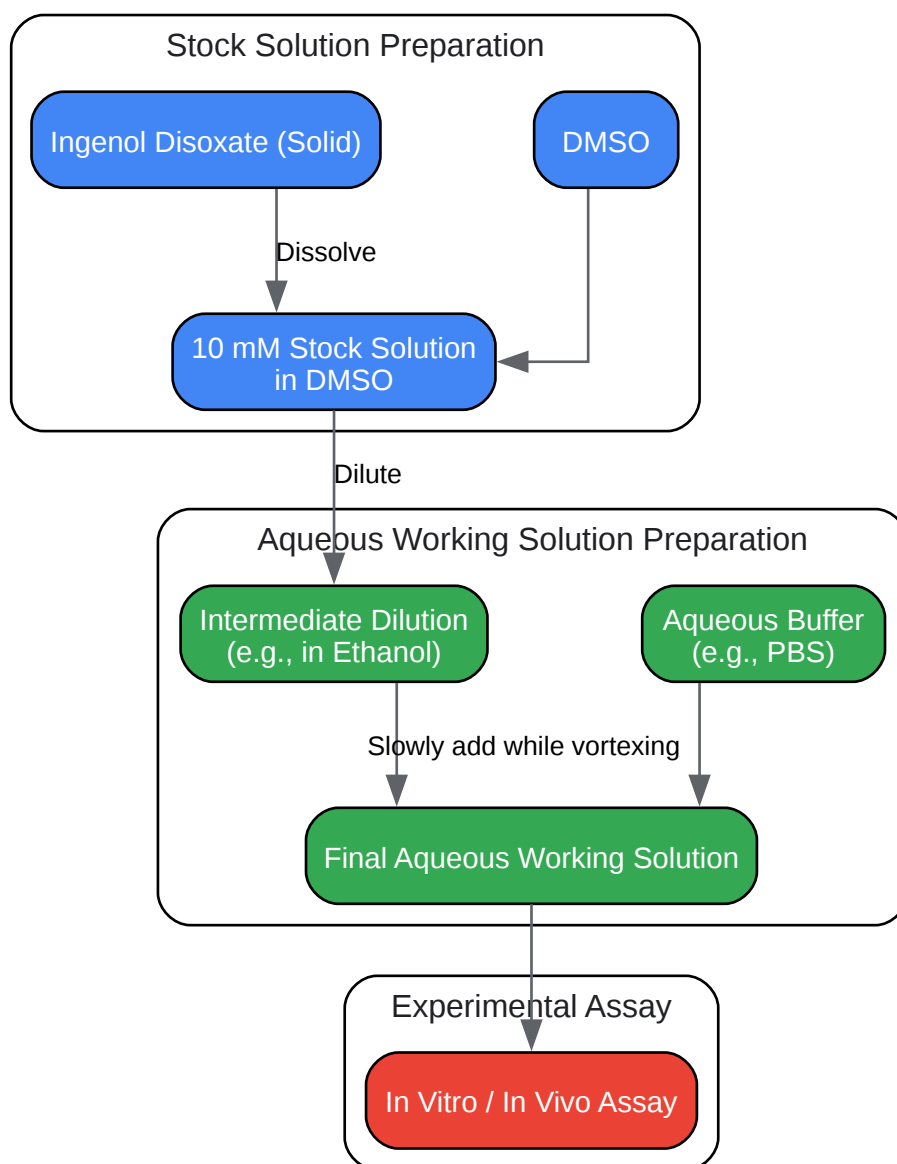 Stock Solution Preparation
Ingenol Disoxate (Solid)
DMSO
Dissolve
10 mM Stock Solution
in DMSO
Dilute
Aqueous Working Solution Preparation
Intermediate Dilution
(e.g., in Ethanol)
Aqueous Buffer
(e.g., PBS)
Slowly add while vortexing
Final Aqueous Working Solution
Experimental Assay
In Vitro / In Vivo Assay